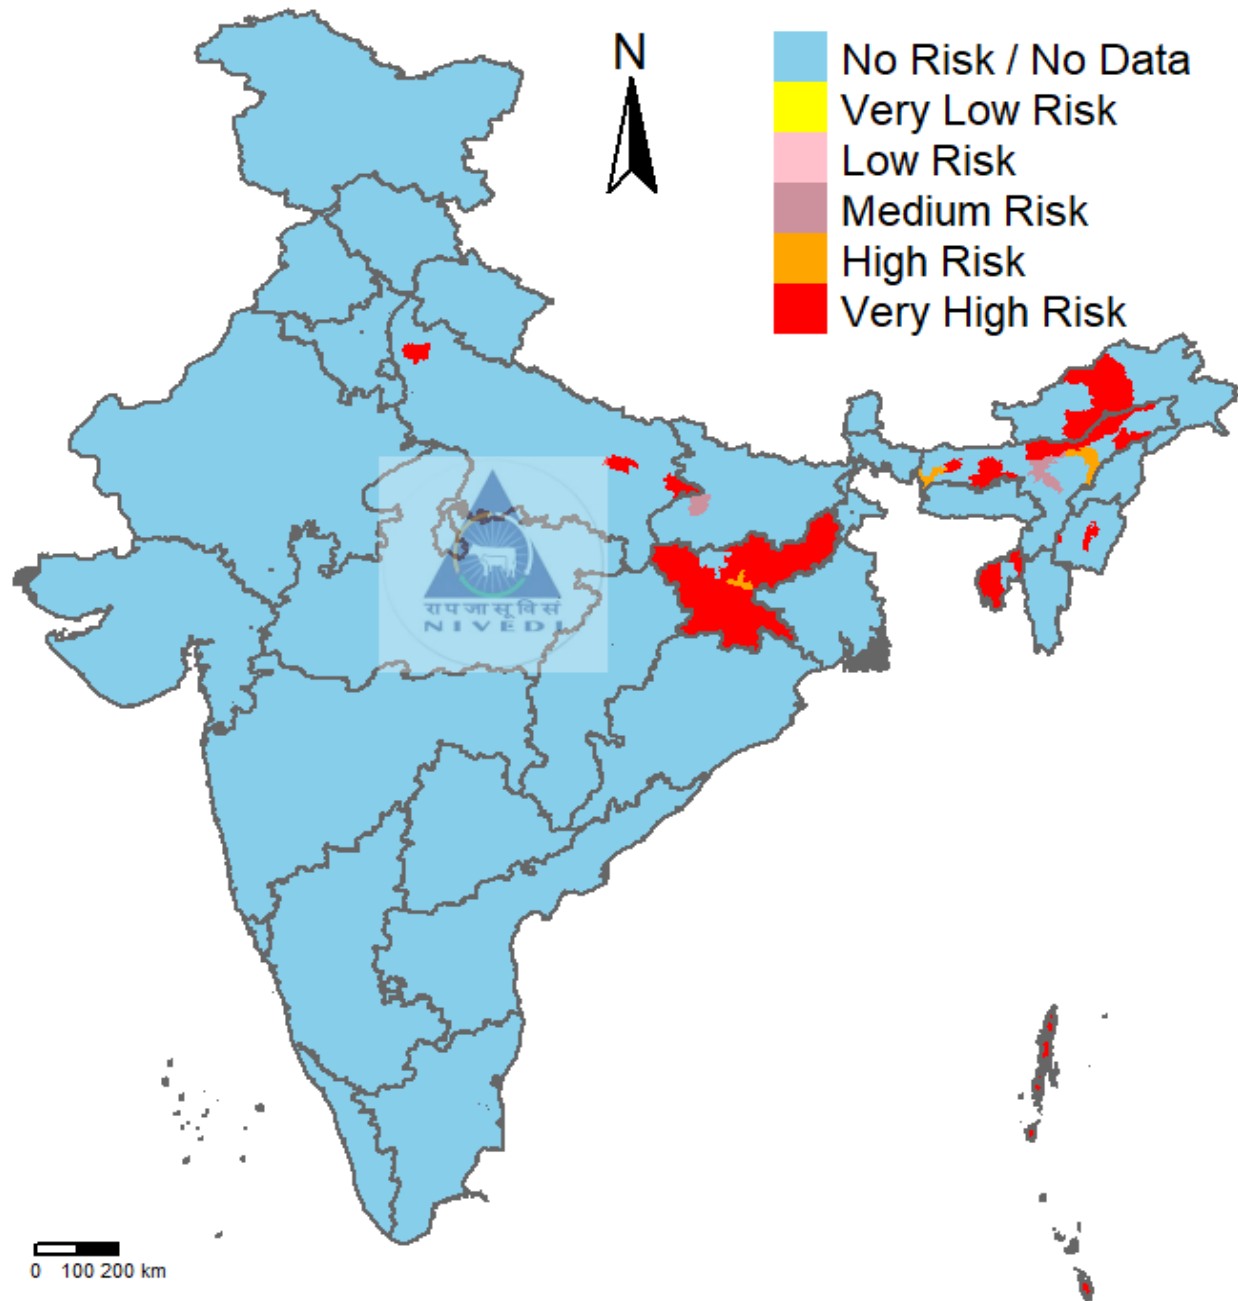 N
No Risk / No Data
Very Low Risk
Low Risk
Medium Risk
High Risk
Very High Risk
रा प जा सू वि सं
NIVEDI
0 100 200 km